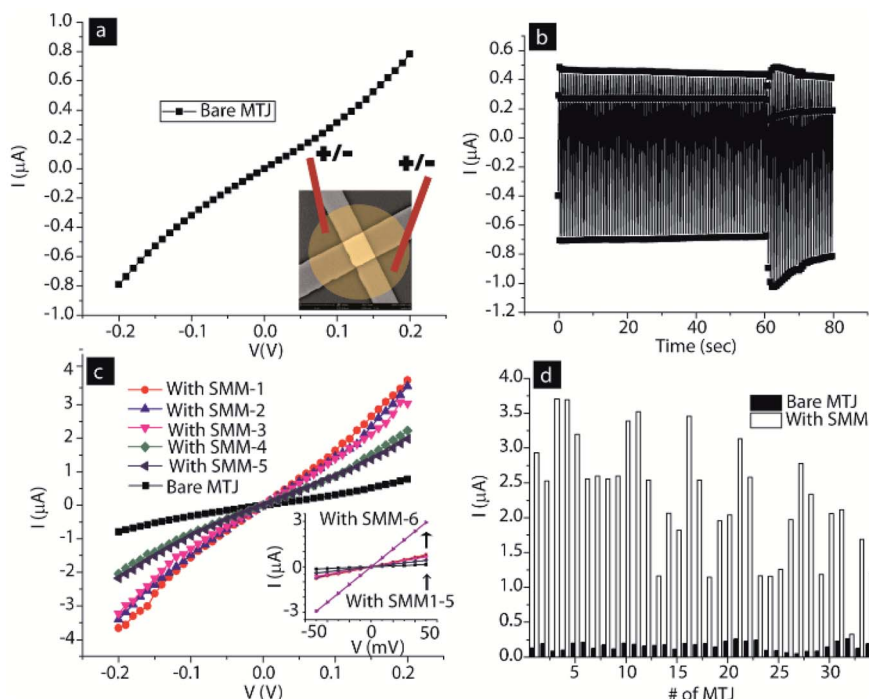 a
I (µA)
1.0
0.8
0.6
0.4
0.2
0.0
-0.2
-0.4
-0.6
-0.8
-1.0
Bare MTJ
+/-
+/-
-0.2
-0.1
0.0
0.1
0.2
V(V)
b
I (µA)
0.8
0.6
0.4
0.2
0.0
-0.2
-0.4
-0.6
-0.8
-1.0
-1.2
0
20
40
60
80
Time (sec)
c
I (µA)
4
3
2
1
0
-1
-2
-3
-4
With SMM-1
With SMM-2
With SMM-3
With SMM-4
With SMM-5
Bare MTJ
I (µA)
3
0
-3
With SMM-6
With SMM1-5
-50
0
50
V (mV)
-0.2
-0.1
0.0
0.1
0.2
V (V)
d
I (µA)
4.0
3.5
3.0
2.5
2.0
1.5
1.0
0.5
0.0
Bare MTJ
With SMM
5
10
15
20
25
30
# of MTJ